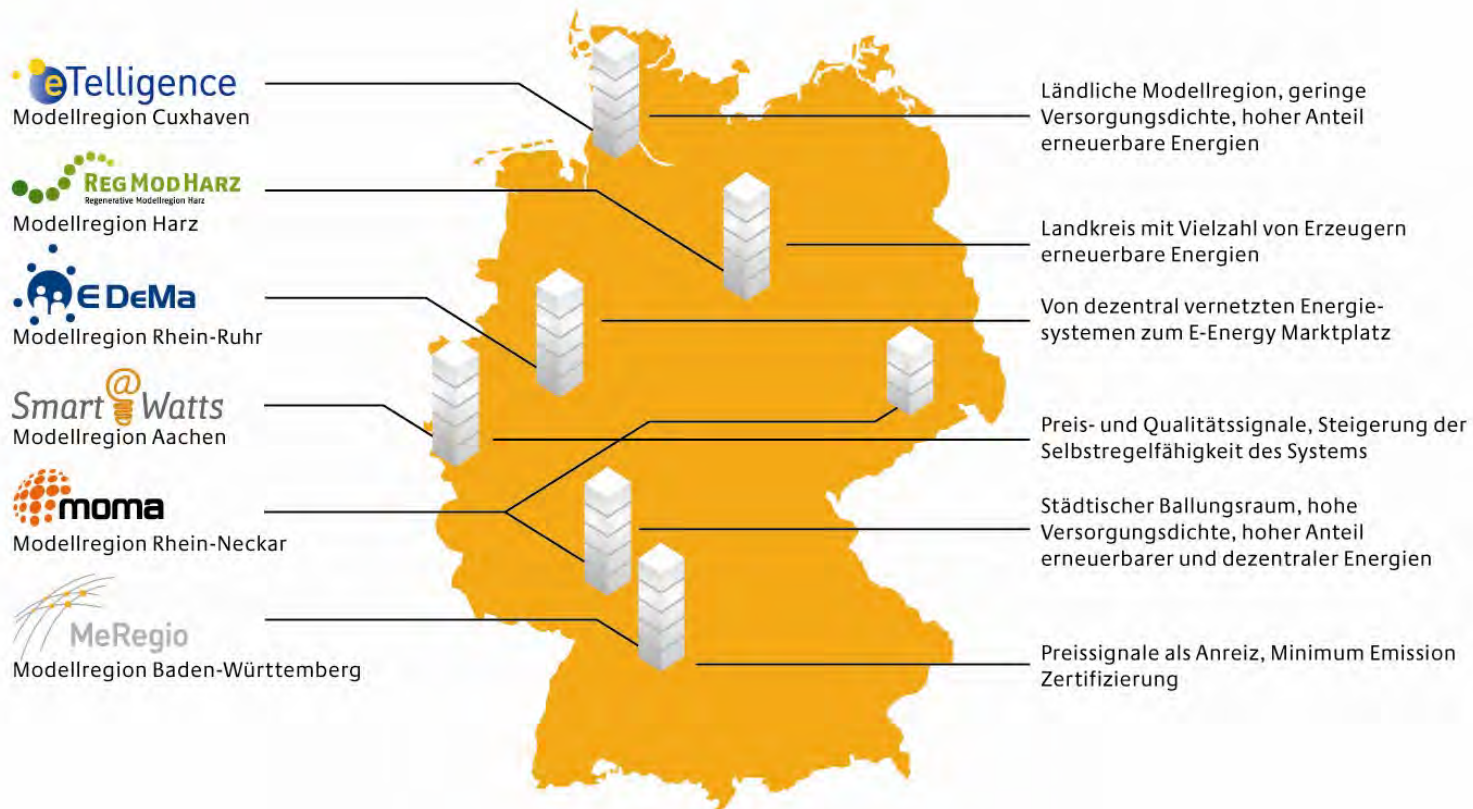 eTelligence
Modellregion Cuxhaven
REGMODHARZ
Regenerative Modellregion Harz
Modellregion Harz
E DeMa
Modellregion Rhein-Ruhr
Smart@Watts
Modellregion Aachen
moma
Modellregion Rhein-Neckar
MeRegio
Modellregion Baden-Württemberg
Ländliche Modellregion, geringe
Versorgungsdichte, hoher Anteil
erneuerbare Energien
Landkreis mit Vielzahl von Erzeugern
erneuerbare Energien
Von dezentral vernetzten Energie-
systemen zum E-Energy Marktplatz
Preis- und Qualitätssignale, Steigerung der
Selbstregelfähigkeit des Systems
Städtischer Ballungsraum, hohe
Versorgungsdichte, hoher Anteil
erneuerbarer und dezentraler Energien
Preissignale als Anreiz, Minimum Emission
Zertifizierung